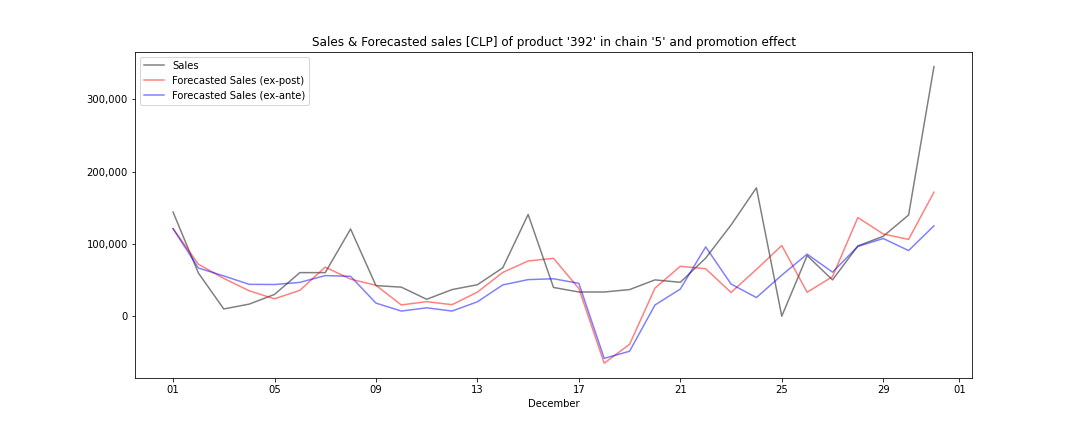 Sales & Forecasted sales [CLP] of product '392' in chain '5' and promotion effect
Sales
Forecasted Sales (ex-post)
Forecasted Sales (ex-ante)
300,000
200,000
100,000
0
01 05 09 13 17 21 25 29 01
December